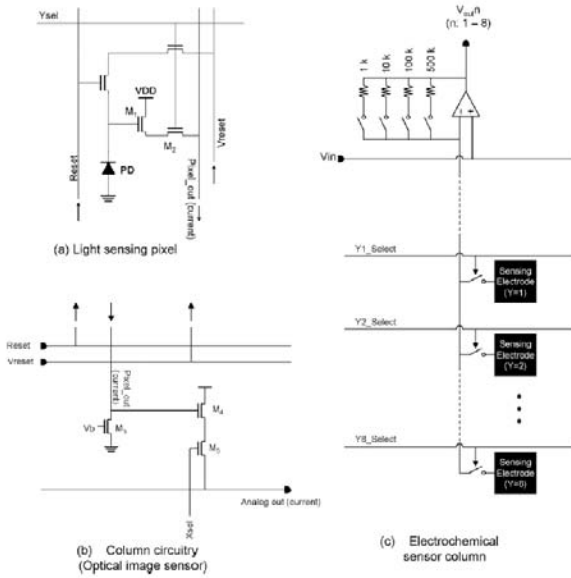 Ysel
VDD
M1
M2
PD
Reset
Pixel_out (current)
Vreset
(a) Light sensing pixel
Reset
Vreset
Pixel_out
(current)
Vb
M3
M4
M5
Analog out (current)
Xsel
(b) Column circuitry
(Optical image sensor)
Voutn
(n: 1 – 8)
1 k
10 k
100 k
500 k
- +
Vin
Y1_Select
Sensing
Electrode
(Y=1)
Y2_Select
Sensing
Electrode
(Y=2)
Y8_Select
Sensing
Electrode
(Y=8)
(c) Electrochemical
sensor column